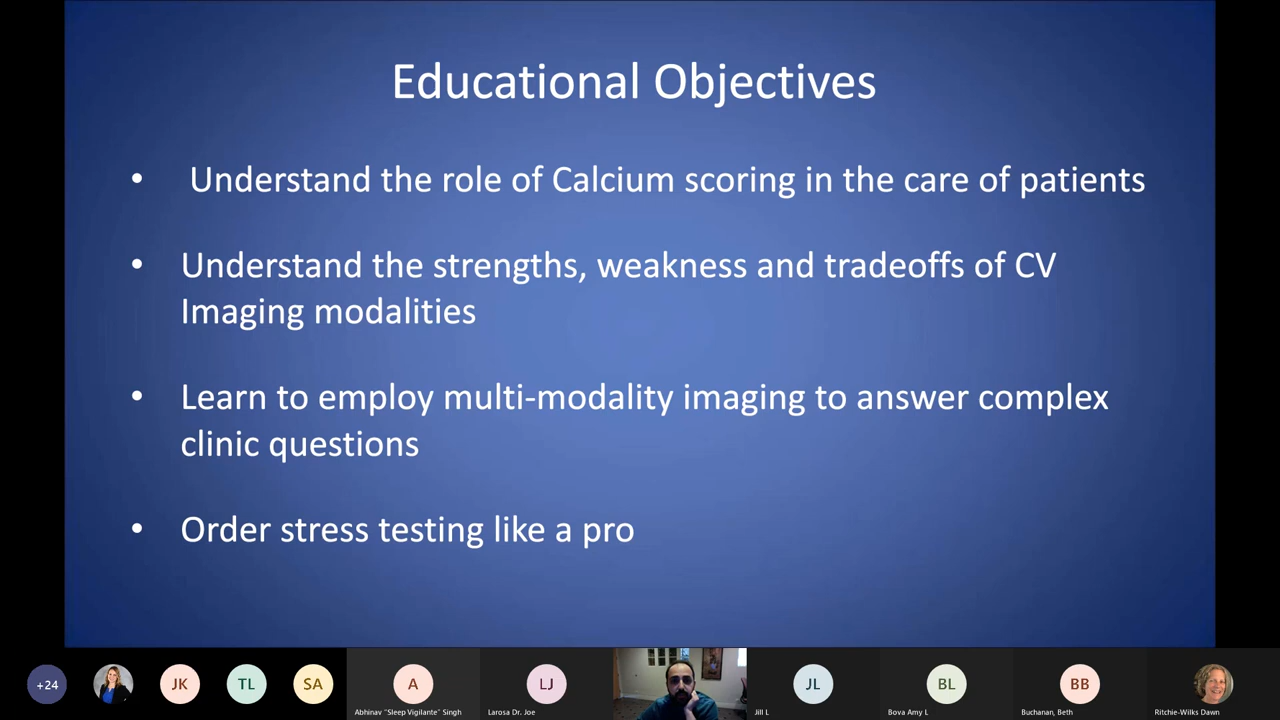 Educational Objectives
• Understand the role of Calcium scoring in the care of patients
• Understand the strengths, weakness and tradeoffs of CV
Imaging modalities
• Learn to employ multi-modality imaging to answer complex
clinic questions
• Order stress testing like a pro
+24
JK
TL
SA
A
LJ
JL
BL
BB
Abhinav "Sleep Vigilante" Singh
Larosa Dr. Joe
Jill L
Bova Amy L
Buchanan, Beth
Ritchie-Wilks Dawn